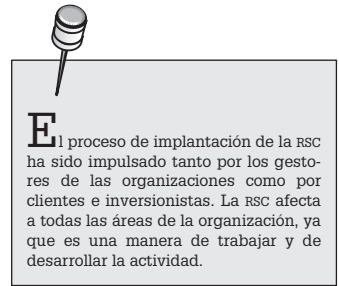 El proceso de implantación de la RSC
ha sido impulsado tanto por los gesto-
res de las organizaciones como por
clientes e inversionistas. La RSC afecta
a todas las áreas de la organización, ya
que es una manera de trabajar y de
desarrollar la actividad.